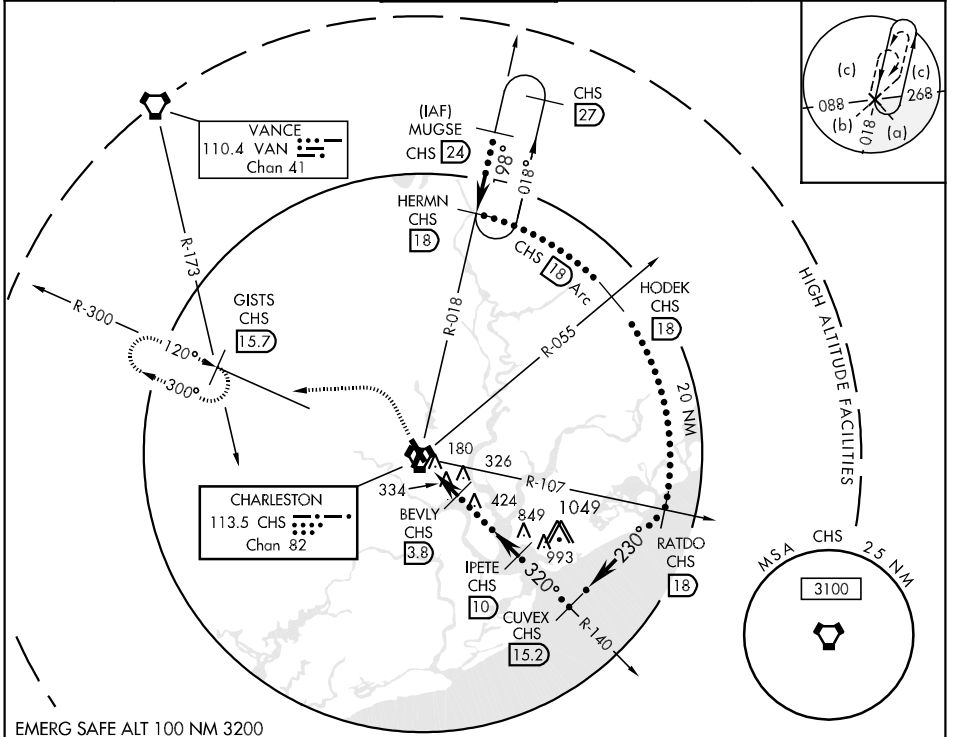 (IAF)
MUGSE
CHS 24
CHS
27
198°
018°
HERMN
CHS
18
CHS 18 Arc
HODEK
CHS
18
VANCE
110.4 VAN
Chan 41
R-173
R-300
GISTS
CHS
15.7
120°
300°
R-018
R-055
20 NM
HIGH ALTITUDE FACILITIES
CHARLESTON
113.5 CHS
Chan 82
180
326
334
424
849
1049
993
R-107
BEVLY
CHS
3.8
IPETE
CHS
10
320°
230°
RATDO
CHS
18
CUVEX
CHS
15.2
R-140
(c)
(c)
088
268
(b)
018
(a)
MSA CHS 25 NM
3100
EMERG SAFE ALT 100 NM 3200